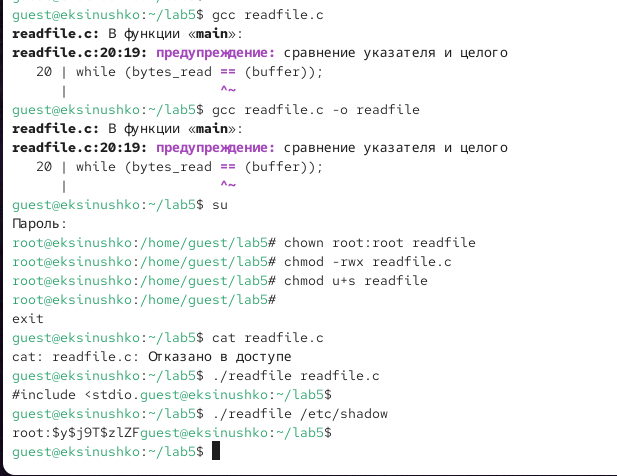 guest@eksinushko:~/lab5$ gcc readfile.c
readfile.c: В функции «main»:
readfile.c:20:19: предупреждение: сравнение указателя и целого
   20 | while (bytes_read == (buffer));
      |                   ^~
guest@eksinushko:~/lab5$ gcc readfile.c -o readfile
readfile.c: В функции «main»:
readfile.c:20:19: предупреждение: сравнение указателя и целого
   20 | while (bytes_read == (buffer));
      |                   ^~
guest@eksinushko:~/lab5$ su
Пароль:
root@eksinushko:/home/guest/lab5# chown root:root readfile
root@eksinushko:/home/guest/lab5# chmod -rwx readfile.c
root@eksinushko:/home/guest/lab5# chmod u+s readfile
root@eksinushko:/home/guest/lab5#
exit
guest@eksinushko:~/lab5$ cat readfile.c
cat: readfile.c: Отказано в доступе
guest@eksinushko:~/lab5$ ./readfile readfile.c
#include <stdio.guest@eksinushko:~/lab5$
guest@eksinushko:~/lab5$ ./readfile /etc/shadow
root:$y$j9T$zlZFguest@eksinushko:~/lab5$
guest@eksinushko:~/lab5$